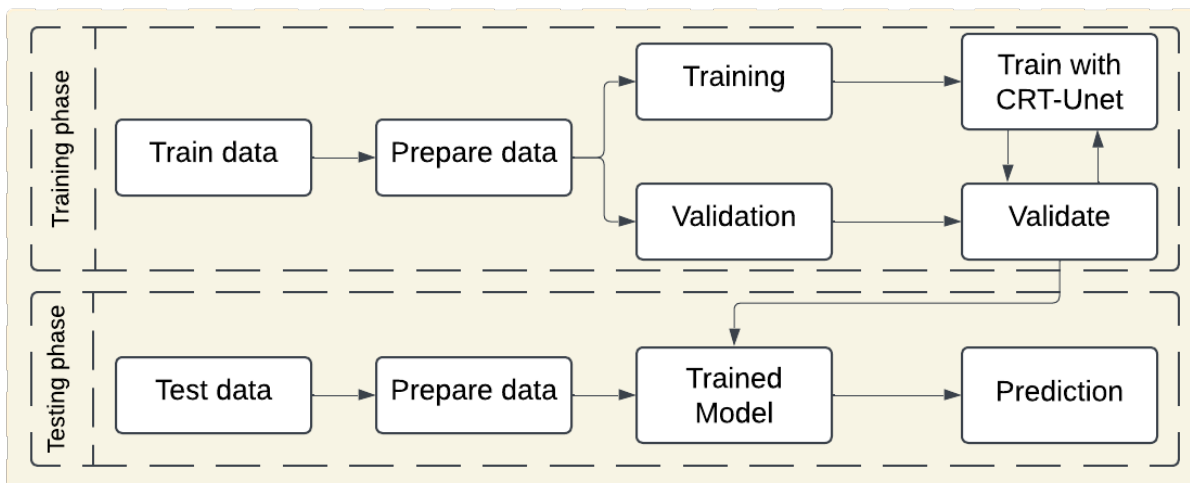 Training phase
Train data
Prepare data
Training
Validation
Train with
CRT-Unet
Validate
Testing phase
Test data
Prepare data
Trained
Model
Prediction